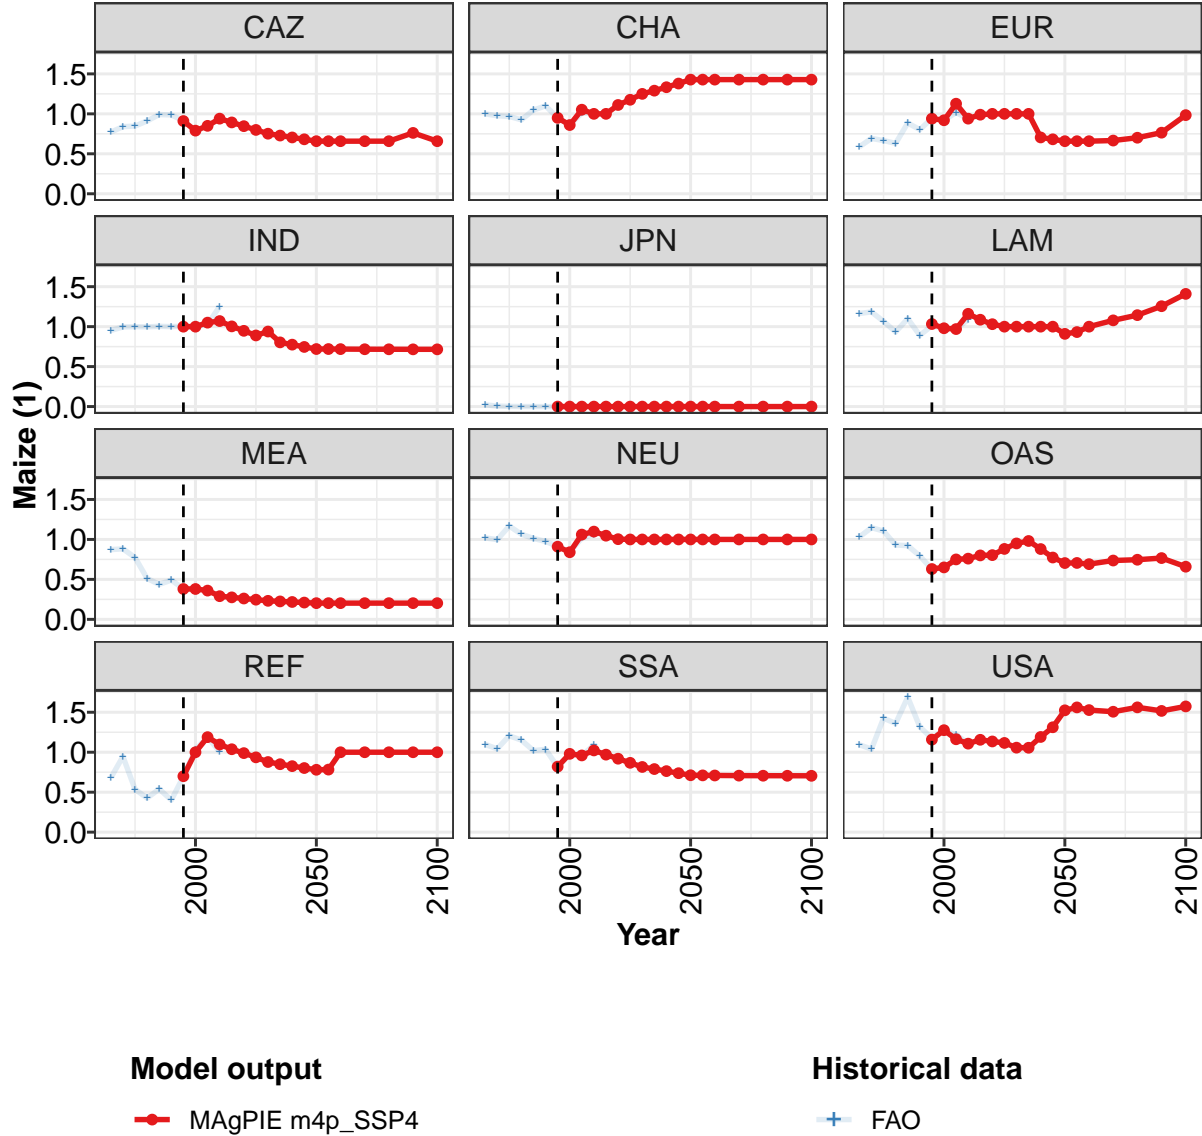 CAZ CHA EUR
1.5
1.0
0.5
0.0
IND JPN LAM
1.5
1.0
0.5
0.0
Maize (1)
MEA NEU OAS
1.5
1.0
0.5
0.0
REF SSA USA
1.5
1.0
0.5
0.0
2000 2050 2100 2000 2050 2100 2000 2050 2100
Year
Model output Historical data
MAgPIE m4p_SSP4 FAO